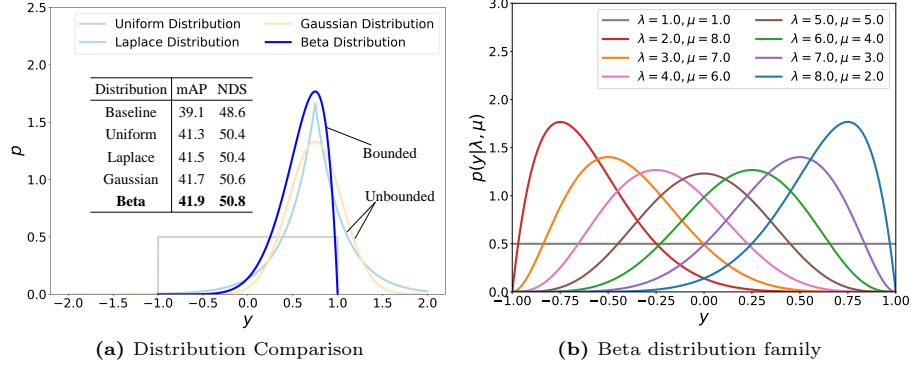 Uniform Distribution
Laplace Distribution
Gaussian Distribution
Beta Distribution
Distribution mAP NDS
Baseline 39.1 48.6
Uniform 41.3 50.4
Laplace 41.5 50.4
Gaussian 41.7 50.6
Beta 41.9 50.8
Bounded
Unbounded
2.5
2.0
1.5
1.0
0.5
0.0
p
−2.0 −1.5 −1.0 −0.5 0.0 0.5 1.0 1.5 2.0
y
(a) Distribution Comparison
λ = 1.0, μ = 1.0
λ = 2.0, μ = 8.0
λ = 3.0, μ = 7.0
λ = 4.0, μ = 6.0
λ = 5.0, μ = 5.0
λ = 6.0, μ = 4.0
λ = 7.0, μ = 3.0
λ = 8.0, μ = 2.0
3.0
2.5
2.0
1.5
1.0
0.5
0.0
p(y|λ, μ)
−1.00 −0.75 −0.50 −0.25 0.00 0.25 0.50 0.75 1.00
y
(b) Beta distribution family